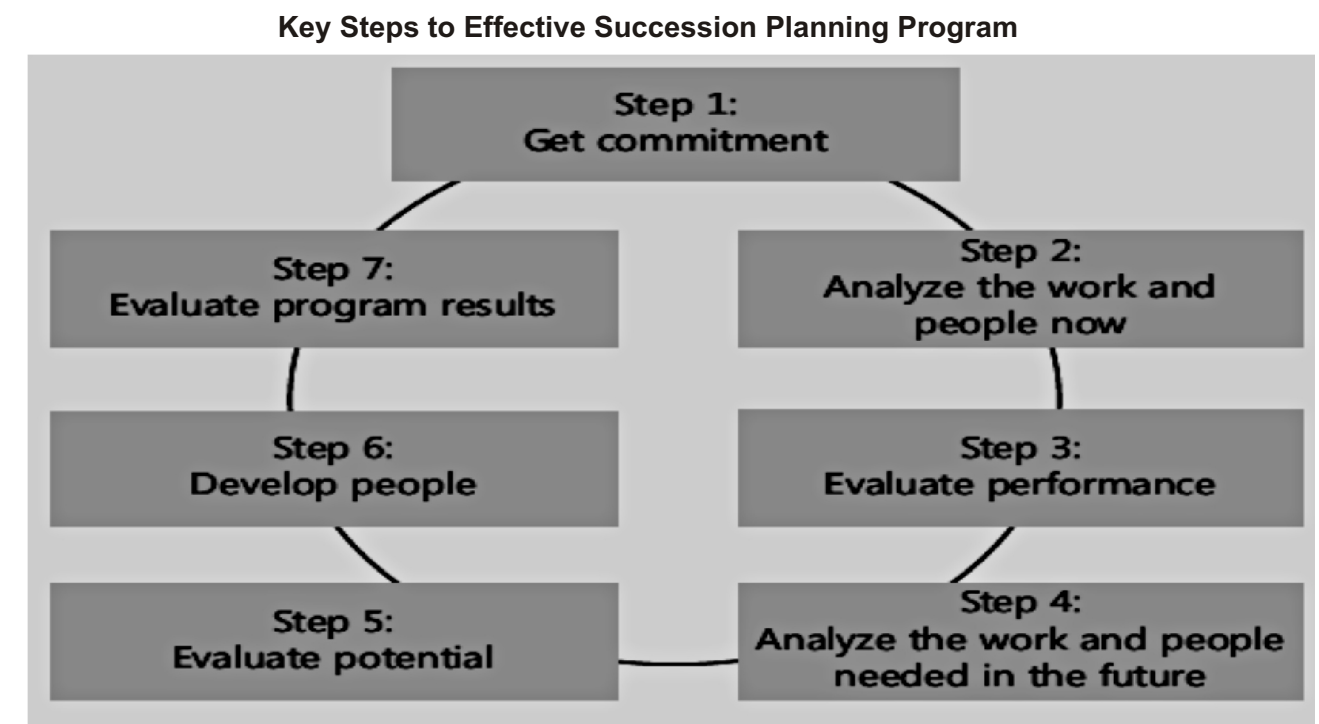 Key Steps to Effective Succession Planning Program
Step 1:
Get commitment
Step 2:
Analyze the work and
people now
Step 3:
Evaluate performance
Step 4:
Analyze the work and people
needed in the future
Step 5:
Evaluate potential
Step 6:
Develop people
Step 7:
Evaluate program results